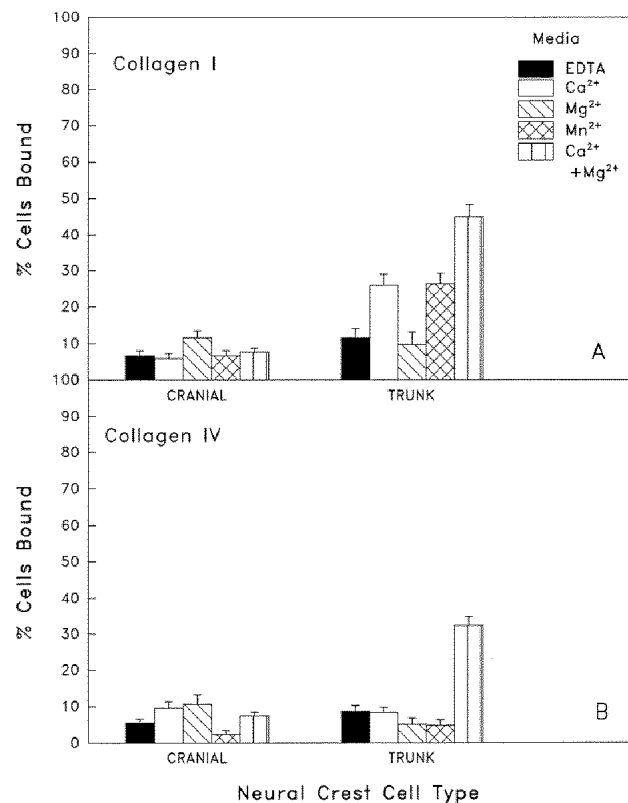 100
90
80
70
60
50
40
30
20
10
100
% Cells Bound
Collagen I
Media
EDTA
Ca²⁺
Mg²⁺
Mn²⁺
Ca²⁺
+Mg²⁺
A
CRANIAL
TRUNK
90
80
70
60
50
40
30
20
10
0
% Cells Bound
Collagen IV
B
CRANIAL
TRUNK
Neural Crest Cell Type